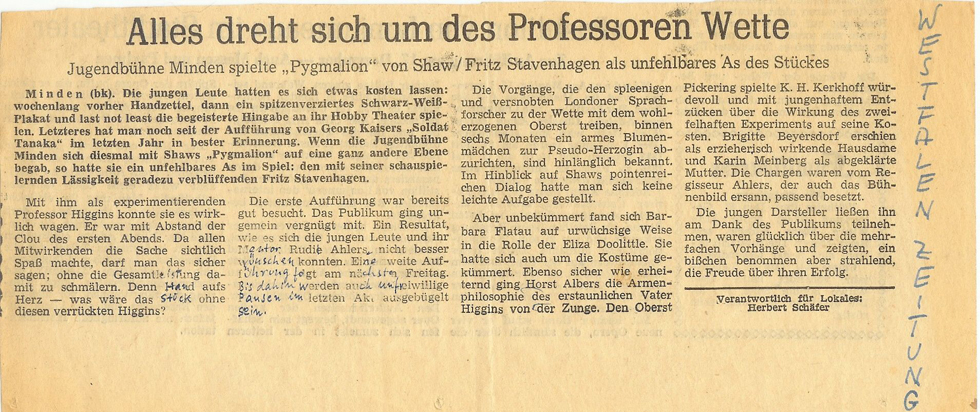 Alles dreht sich um des Professoren Wette
Jugendbühne Minden spielte „Pygmalion" von Shaw / Fritz Stavenhagen als unfehlbares As des Stückes
Minden (bk). Die jungen Leute hatten es sich etwas kosten lassen:
wochenlang vorher Handzettel, dann ein spitzenverziertes Schwarz-Weiß-
Plakat und last not least die begeisterte Hingabe an ihr Hobby Theater spie-
len. Letzteres hat man noch seit der Aufführung von Georg Kaisers „Soldat
Tanaka" im letzten Jahr in bester Erinnerung. Wenn die Jugendbühne
Minden sich diesmal mit Shaws „Pygmalion" auf eine ganz andere Ebene
begab, so hatte sie ein unfehlbares As im Spiel: den mit seiner schauspie-
lernden Lässigkeit geradezu verblüffenden Fritz Stavenhagen.
Mit ihm als experimentierenden
Professor Higgins konnte sie es wirk-
lich wagen. Er war mit Abstand der
Clou des ersten Abends. Da allen
Mitwirkenden die Sache sichtlich
Spaß machte, darf man das sicher
sagen; ohne die Gesamtleistung da-
mit zu schmälern. Denn Hand aufs
Herz — was wäre das Stück ohne
diesen verrückten Higgins?
Die erste Aufführung war bereits
gut besucht. Das Publikum ging un-
gemein vergnügt mit. Ein Resultat,
wie es sich die jungen Leute und ihr
Mentor Rudie Ahlers nicht besser
wünschen konnten. Eine weite Auf-
führung folgt am nächsten Freitag.
Bis dahin werden auch unfreiwillige
Pausen im letzten Akt ausgebügelt
sein.
Die Vorgänge, die den spleenigen
und versnobten Londoner Sprach-
forscher zu der Wette mit dem wohl-
erzogenen Oberst treiben, binnen
sechs Monaten ein armes Blumen-
mädchen zur Pseudo-Herzogin ab-
zurichten, sind hinlänglich bekannt.
Im Hinblick auf Shaws pointenrei-
chen Dialog hatte man sich keine
leichte Aufgabe gestellt.
Aber unbekümmert fand sich Bar-
bara Flatau auf urwüchsige Weise
in die Rolle der Eliza Doolittle. Sie
hatte sich auch um die Kostüme ge-
kümmert. Ebenso sicher wie erhei-
ternd ging Horst Albers die Armen-
philosophie des erstaunlichen Vater
Higgins von der Zunge. Den Oberst
Pickering spielte K. H. Kerkhoff wür-
devoll und mit jungenhaftem Ent-
zücken über die Wirkung des zwei-
felhaften Experiments auf seine Ko-
sten. Brigitte Beyersdorf erschien
als erzieherisch wirkende Hausdame
und Karin Meinberg als abgeklärte
Mutter. Die Chargen waren vom Re-
gisseur Ahlers, der auch das Büh-
nenbild ersann, passend besetzt.
Die jungen Darsteller ließen ihn
am Dank des Publikums teilneh-
men, waren glücklich über die mehr-
fachen Vorhänge und zeigten, ein
bißchen benommen aber strahlend,
die Freude über ihren Erfolg.
Verantwortlich für Lokales:
Herbert Schäfer
WESTFALEN ZEITUNG